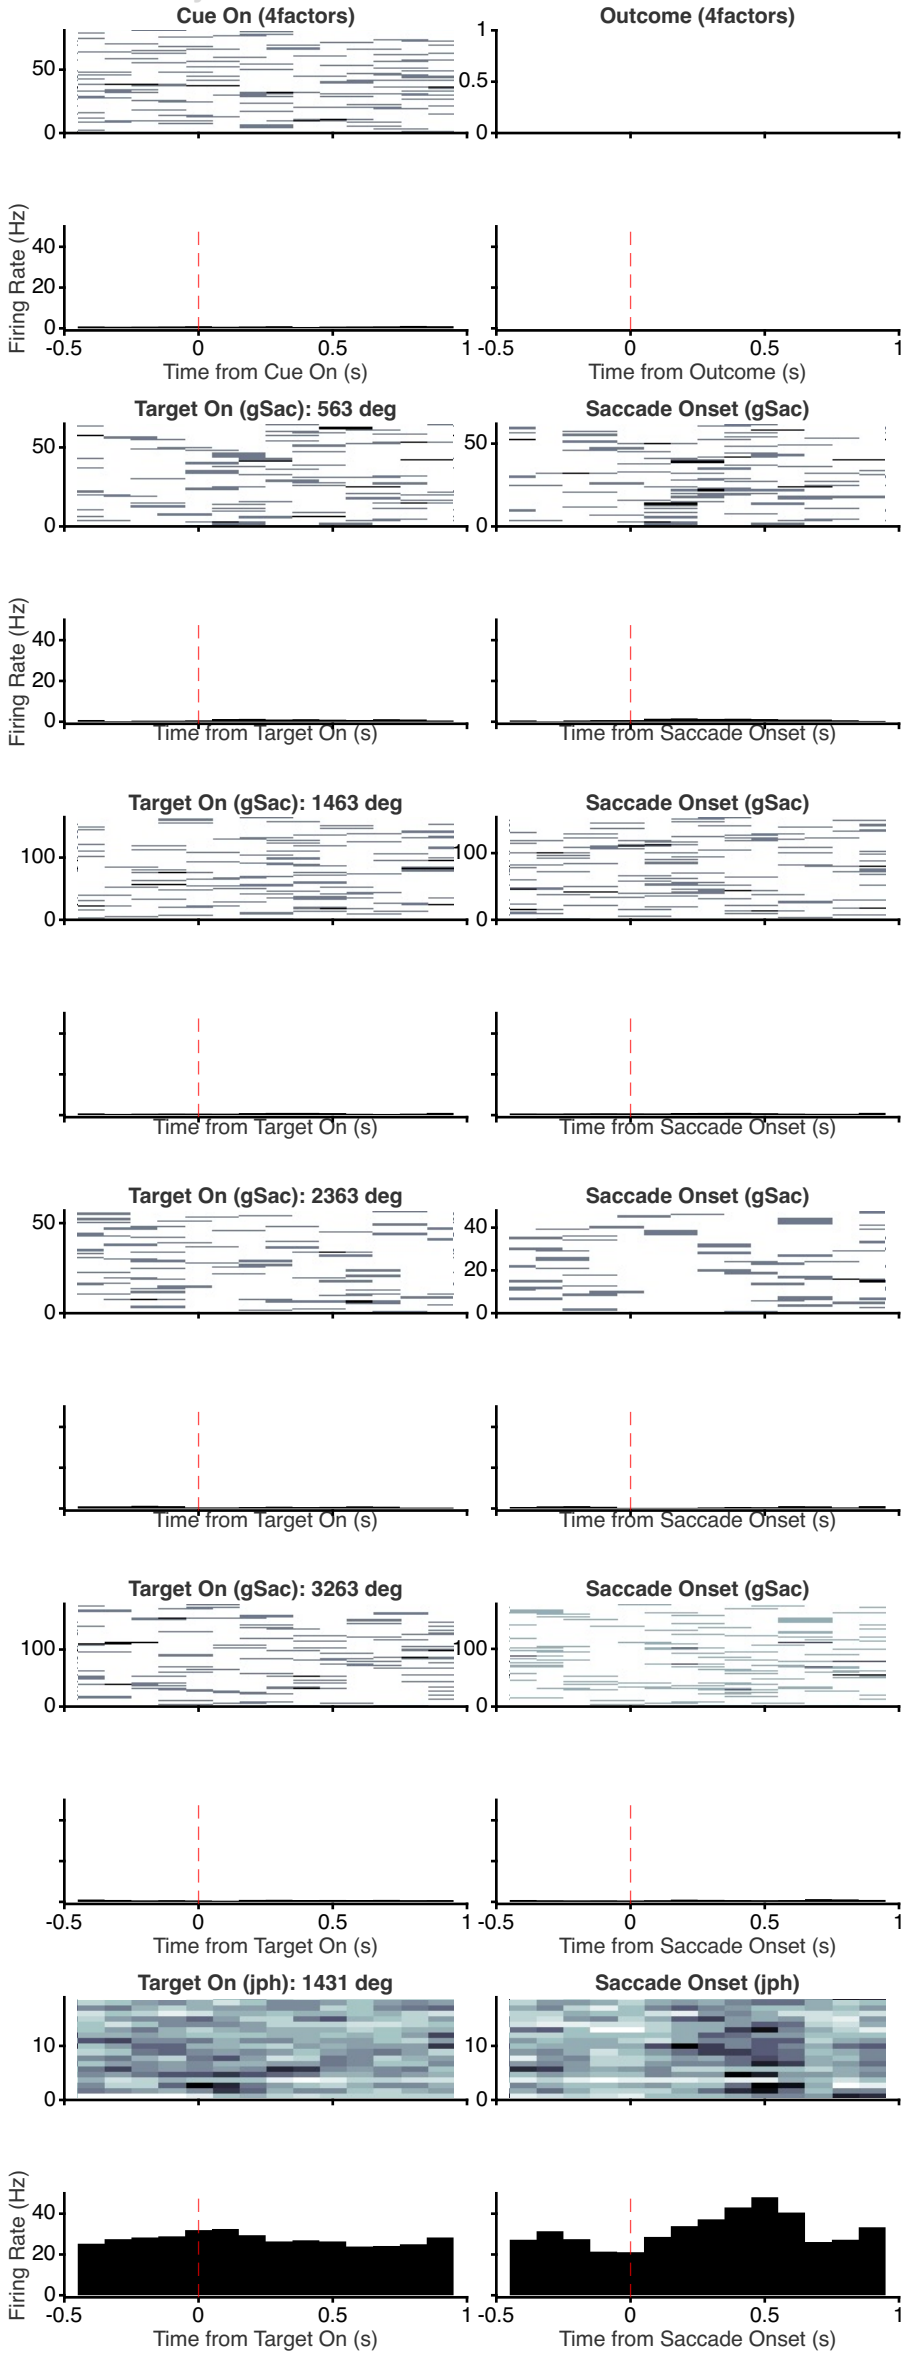 Cue On (4factors) Outcome (4factors)
50
0
1
0.5
0
Firing Rate (Hz)
40
20
0
-0.5 0 0.5 1 -0.5 0 0.5 1
Time from Cue On (s) Time from Outcome (s)
Target On (gSac): 563 deg Saccade Onset (gSac)
50
0
50
0
Firing Rate (Hz)
40
20
0
Time from Target On (s) Time from Saccade Onset (s)
Target On (gSac): 1463 deg Saccade Onset (gSac)
100
0
100
0
Time from Target On (s) Time from Saccade Onset (s)
Target On (gSac): 2363 deg Saccade Onset (gSac)
50
0
40
20
0
Time from Target On (s) Time from Saccade Onset (s)
Target On (gSac): 3263 deg Saccade Onset (gSac)
100
0
100
0
-0.5 0 0.5 1 -0.5 0 0.5 1
Time from Target On (s) Time from Saccade Onset (s)
Target On (jph): 1431 deg Saccade Onset (jph)
10
0
10
0
Firing Rate (Hz)
40
20
0
-0.5 0 0.5 1 -0.5 0 0.5 1
Time from Target On (s) Time from Saccade Onset (s)